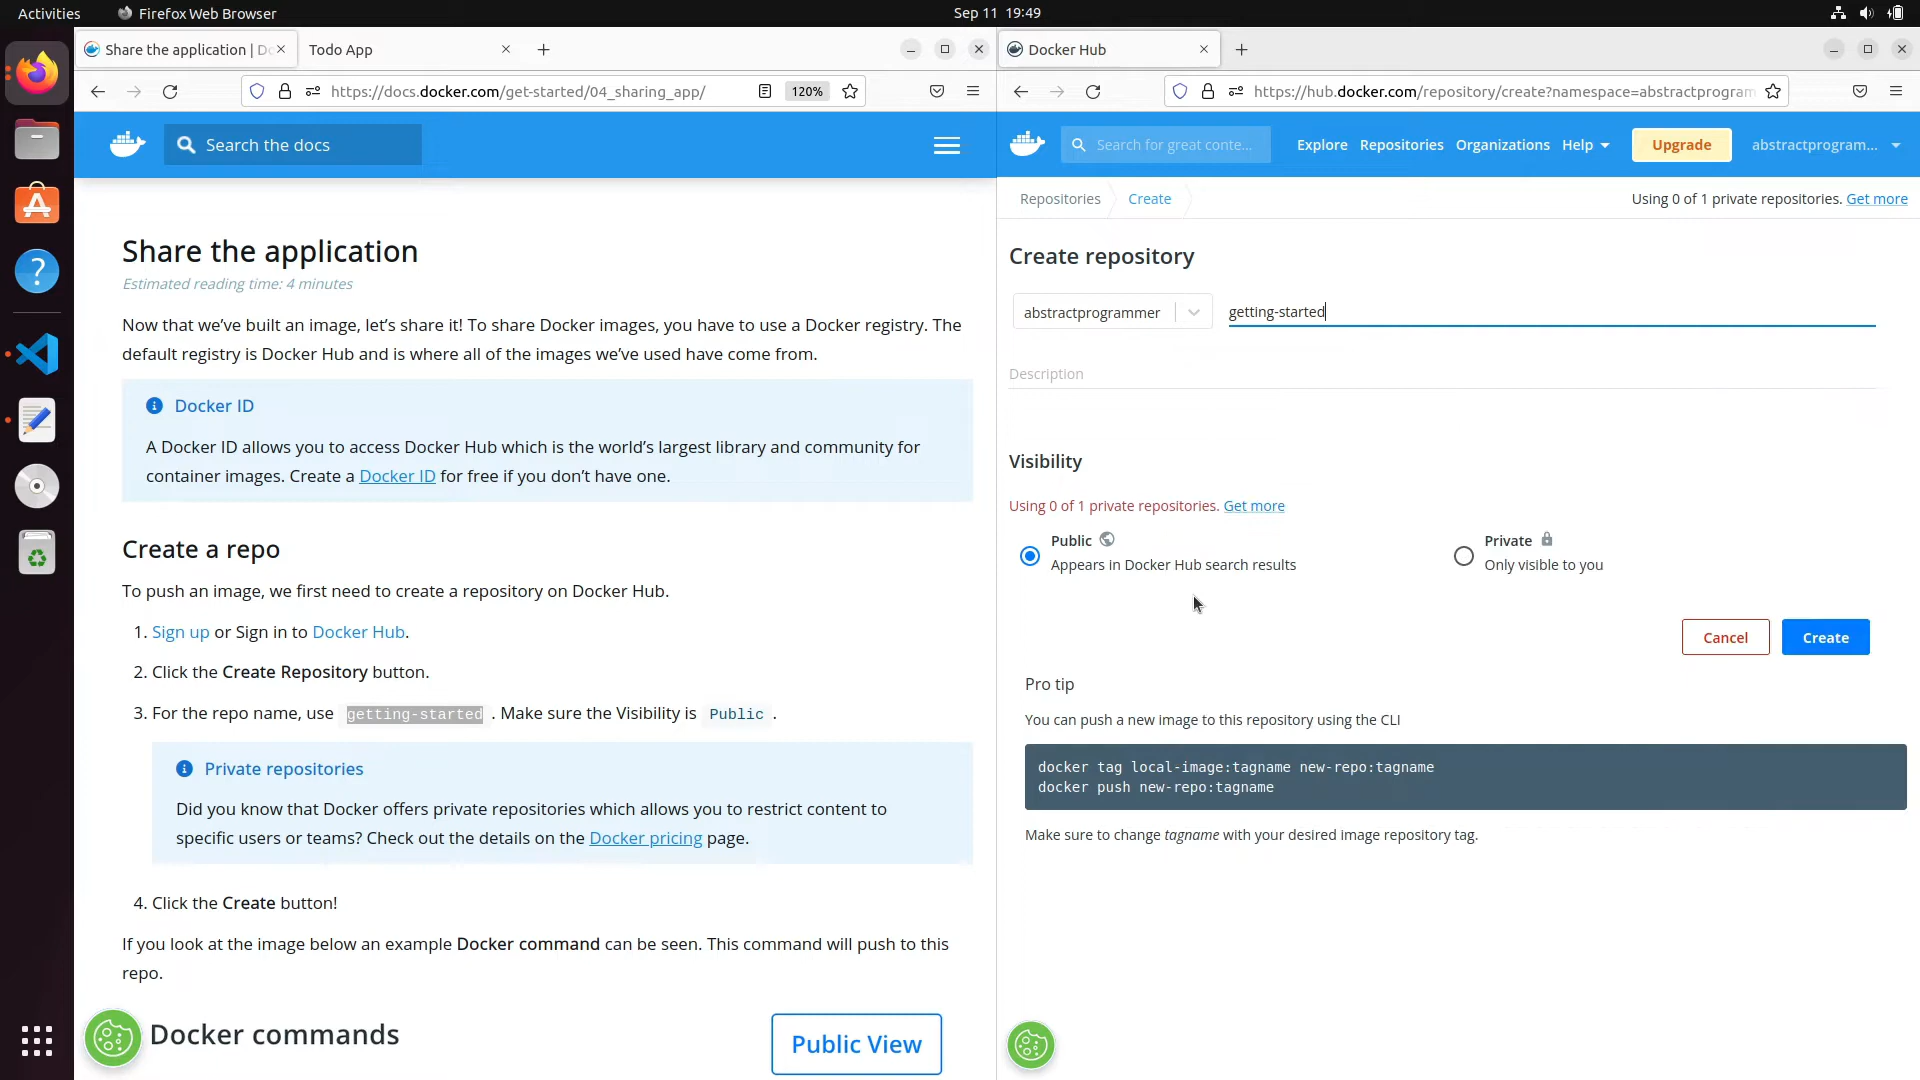 Activities
Firefox Web Browser
Sep 11 19:49
Share the application | Do
Todo App
https://docs.docker.com/get-started/04_sharing_app/
120%
Search the docs
Share the application
Estimated reading time: 4 minutes
Now that we've built an image, let's share it! To share Docker images, you have to use a Docker registry. The
default registry is Docker Hub and is where all of the images we've used have come from.
Docker ID
A Docker ID allows you to access Docker Hub which is the world's largest library and community for
container images. Create a Docker ID for free if you don't have one.
Create a repo
To push an image, we first need to create a repository on Docker Hub.
1. Sign up or Sign in to Docker Hub.
2. Click the Create Repository button.
3. For the repo name, use getting-started . Make sure the Visibility is Public .
Private repositories
Did you know that Docker offers private repositories which allows you to restrict content to
specific users or teams? Check out the details on the Docker pricing page.
4. Click the Create button!
If you look at the image below an example Docker command can be seen. This command will push to this
repo.
Docker commands
Public View
Docker Hub
https://hub.docker.com/repository/create?namespace=abstractprogram
Search for great conte...
Explore
Repositories
Organizations
Help
Upgrade
abstractprogram...
Repositories
Create
Using 0 of 1 private repositories. Get more
Create repository
abstractprogrammer
getting-started
Description
Visibility
Using 0 of 1 private repositories. Get more
Public
Appears in Docker Hub search results
Private
Only visible to you
Cancel
Create
Pro tip
You can push a new image to this repository using the CLI
docker tag local-image:tagname new-repo:tagname
docker push new-repo:tagname
Make sure to change tagname with your desired image repository tag.